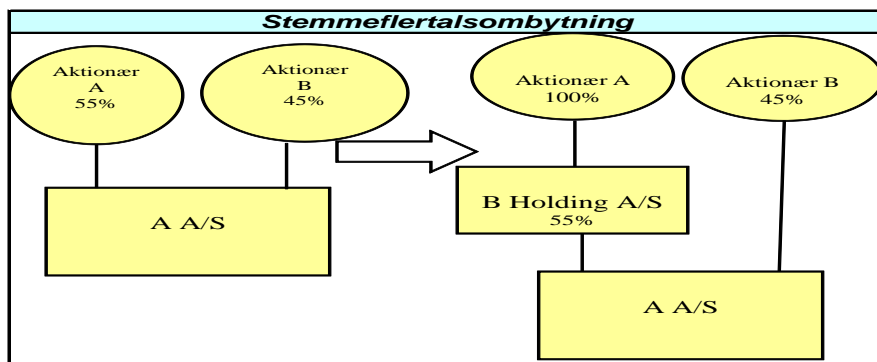 Stemmeflertalsombytning
Aktionær
A
55%
Aktionær
B
45%
A A/S
Aktionær A
100%
Aktionær B
45%
B Holding A/S
55%
A A/S